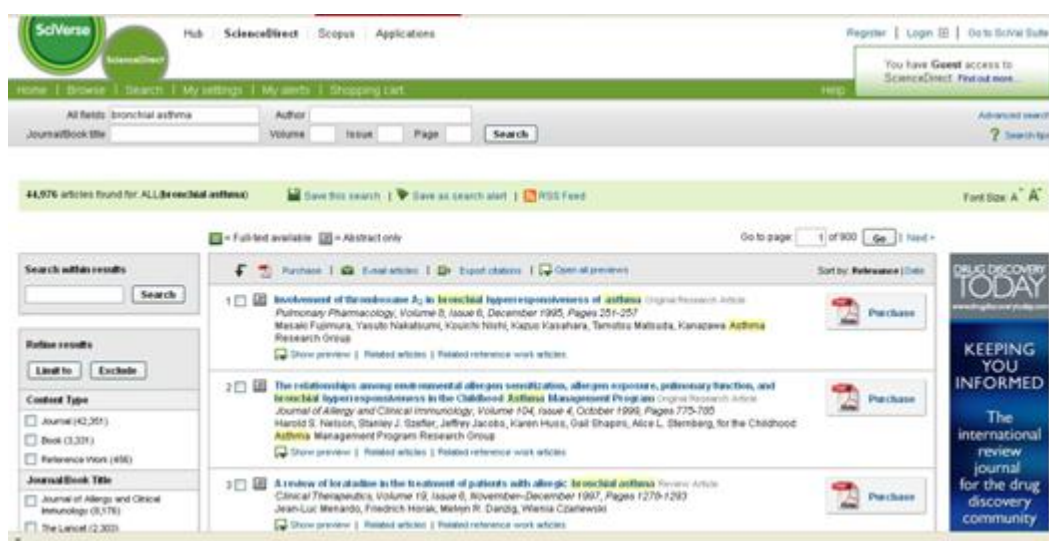 SciVerse
ScienceDirect
Hub ScienceDirect Scopus Applications
Register | Login | Go to SciVal Suite
You have Guest access to
ScienceDirect Find out more...
Home | Browse | Search | My settings | My alerts | Shopping cart
Help
All fields bronchial asthma Author
Advanced search
Journal/Book title Volume Issue Page Search
? Search tips
44,976 articles found for: ALL(bronchial asthma)
Save this search | Save as search alert | RSS Feed
Font Size: A A
= Full-text available = Abstract only
Go to page: 1 of 900 Go | Next
Search within results
Search
Purchase | E-mail articles | Export citations | Open all previews
Sort by: Relevance | Date
1 Involvement of thromboxane A2 in bronchial hyperresponsiveness of asthma Original Research Article
Pulmonary Pharmacology, Volume 8, Issue 6, December 1995, Pages 251-257
Masaki Fujimura, Yasuto Nakatsumi, Kouichi Nishi, Kazuo Kasahara, Tamotsu Matsuda, Kanazawa Asthma
Research Group
Show preview | Related articles | Related reference work articles
Purchase
Refine results
Limit to Exclude
Content Type
Journal (42,351)
Book (3,331)
Reference Work (456)
Journal/Book Title
Journal of Allergy and Clinical
Immunology (8,176)
The Lancet (2,303)
2 The relationships among environmental allergen sensitization, allergen exposure, pulmonary function, and
bronchial hyperresponsiveness in the Childhood Asthma Management Program Original Research Article
Journal of Allergy and Clinical Immunology, Volume 104, Issue 4, October 1999, Pages 775-785
Harold S. Nelson, Stanley J. Szefler, Jeffrey Jacobs, Karen Huss, Gail Shapiro, Alice L. Sternberg, for the Childhood
Asthma Management Program Research Group
Show preview | Related articles | Related reference work articles
Purchase
3 A review of loratadine in the treatment of patients with allergic bronchial asthma Review Article
Clinical Therapeutics, Volume 19, Issue 6, November-December 1997, Pages 1278-1293
Jean-Luc Menardo, Friedrich Horak, Melvyn R. Danzig, Wienia Czarlewski
Show preview | Related articles | Related reference work articles
Purchase
DRUG DISCOVERY
TODAY
KEEPING
YOU
INFORMED
The
international
review
journal
for the drug
discovery
community